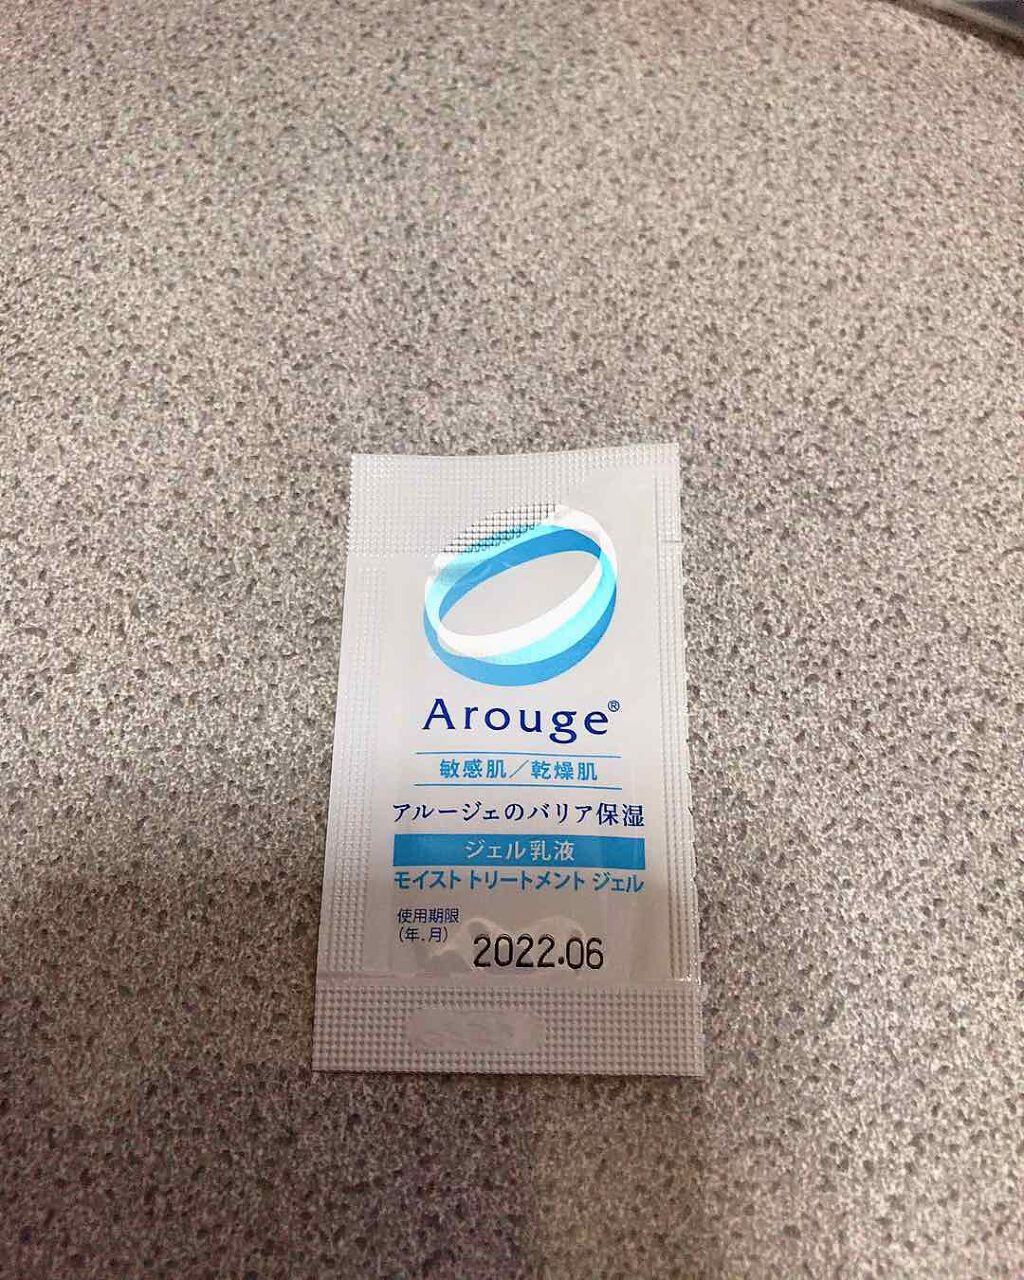 Arouge®
敏感肌／乾燥肌
アルージェのバリア保湿
ジェル乳液
モイスト トリートメント ジェル
使用期限
(年.月) 2022.06